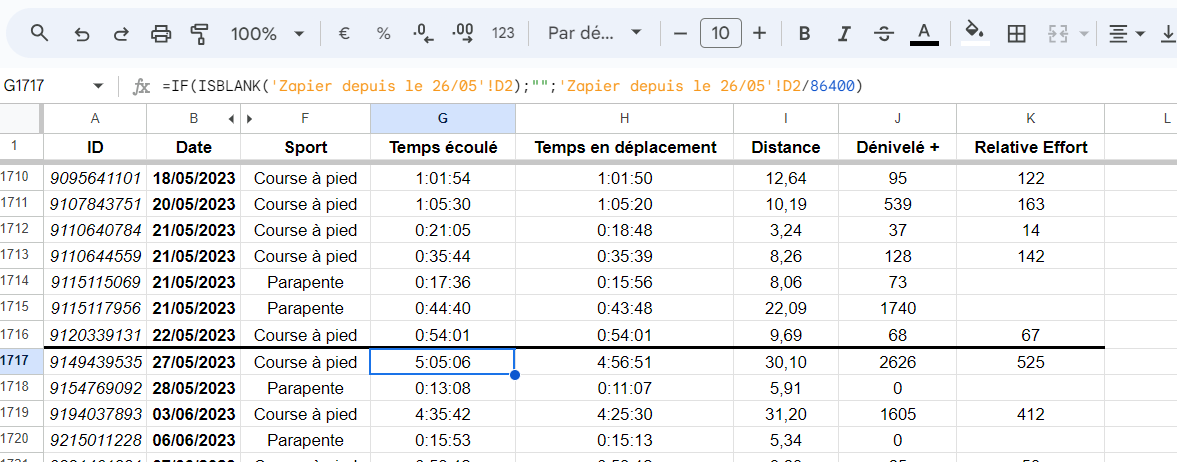 100% € % .0 .00 123 Par dé... − 10 + B I S A
G1717 fx =IF(ISBLANK('Zapier depuis le 26/05'!D2);"";'Zapier depuis le 26/05'!D2/86400)
A B F G H I J K L
1 ID Date Sport Temps écoulé Temps en déplacement Distance Dénivelé + Relative Effort
1710 9095641101 18/05/2023 Course à pied 1:01:54 1:01:50 12,64 95 122
1711 9107843751 20/05/2023 Course à pied 1:05:30 1:05:20 10,19 539 163
1712 9110640784 21/05/2023 Course à pied 0:21:05 0:18:48 3,24 37 14
1713 9110644559 21/05/2023 Course à pied 0:35:44 0:35:39 8,26 128 142
1714 9115115069 21/05/2023 Parapente 0:17:36 0:15:56 8,06 73
1715 9115117956 21/05/2023 Parapente 0:44:40 0:43:48 22,09 1740
1716 9120339131 22/05/2023 Course à pied 0:54:01 0:54:01 9,69 68 67
1717 9149439535 27/05/2023 Course à pied 5:05:06 4:56:51 30,10 2626 525
1718 9154769092 28/05/2023 Parapente 0:13:08 0:11:07 5,91 0
1719 9194037893 03/06/2023 Course à pied 4:35:42 4:25:30 31,20 1605 412
1720 9215011228 06/06/2023 Parapente 0:15:53 0:15:13 5,34 0